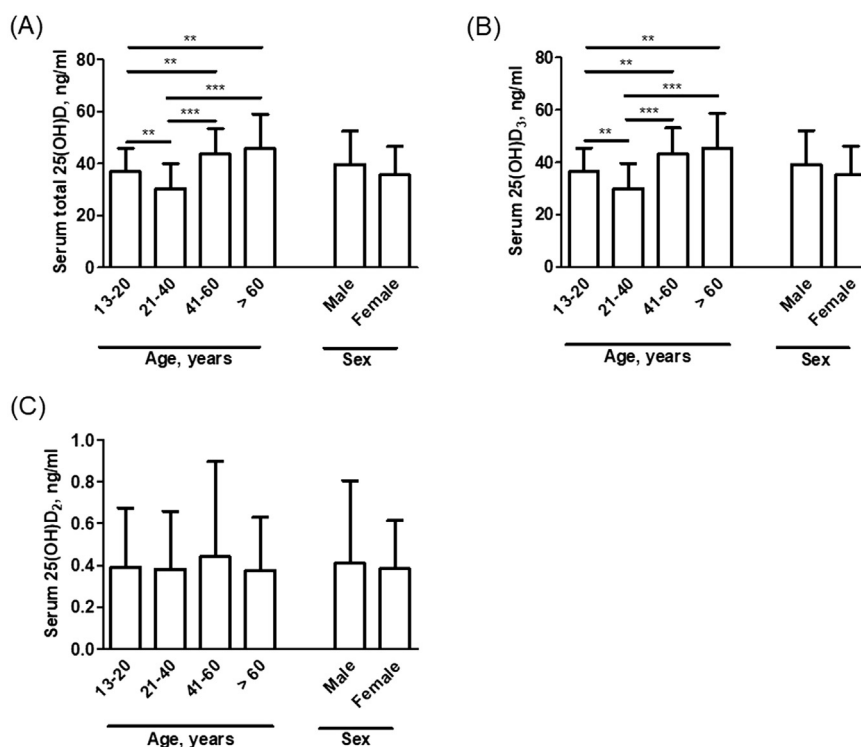 (A)
Serum total 25(OH)D, ng/ml
80
60
40
20
0
**
**
***
***
**
13-20
21-40
41-60
> 60
Male
Female
Age, years
Sex
(B)
Serum 25(OH)D₃, ng/ml
80
60
40
20
0
**
**
***
***
**
13-20
21-40
41-60
> 60
Male
Female
Age, years
Sex
(C)
Serum 25(OH)D₂, ng/ml
1.0
0.8
0.6
0.4
0.2
0.0
13-20
21-40
41-60
> 60
Male
Female
Age, years
Sex